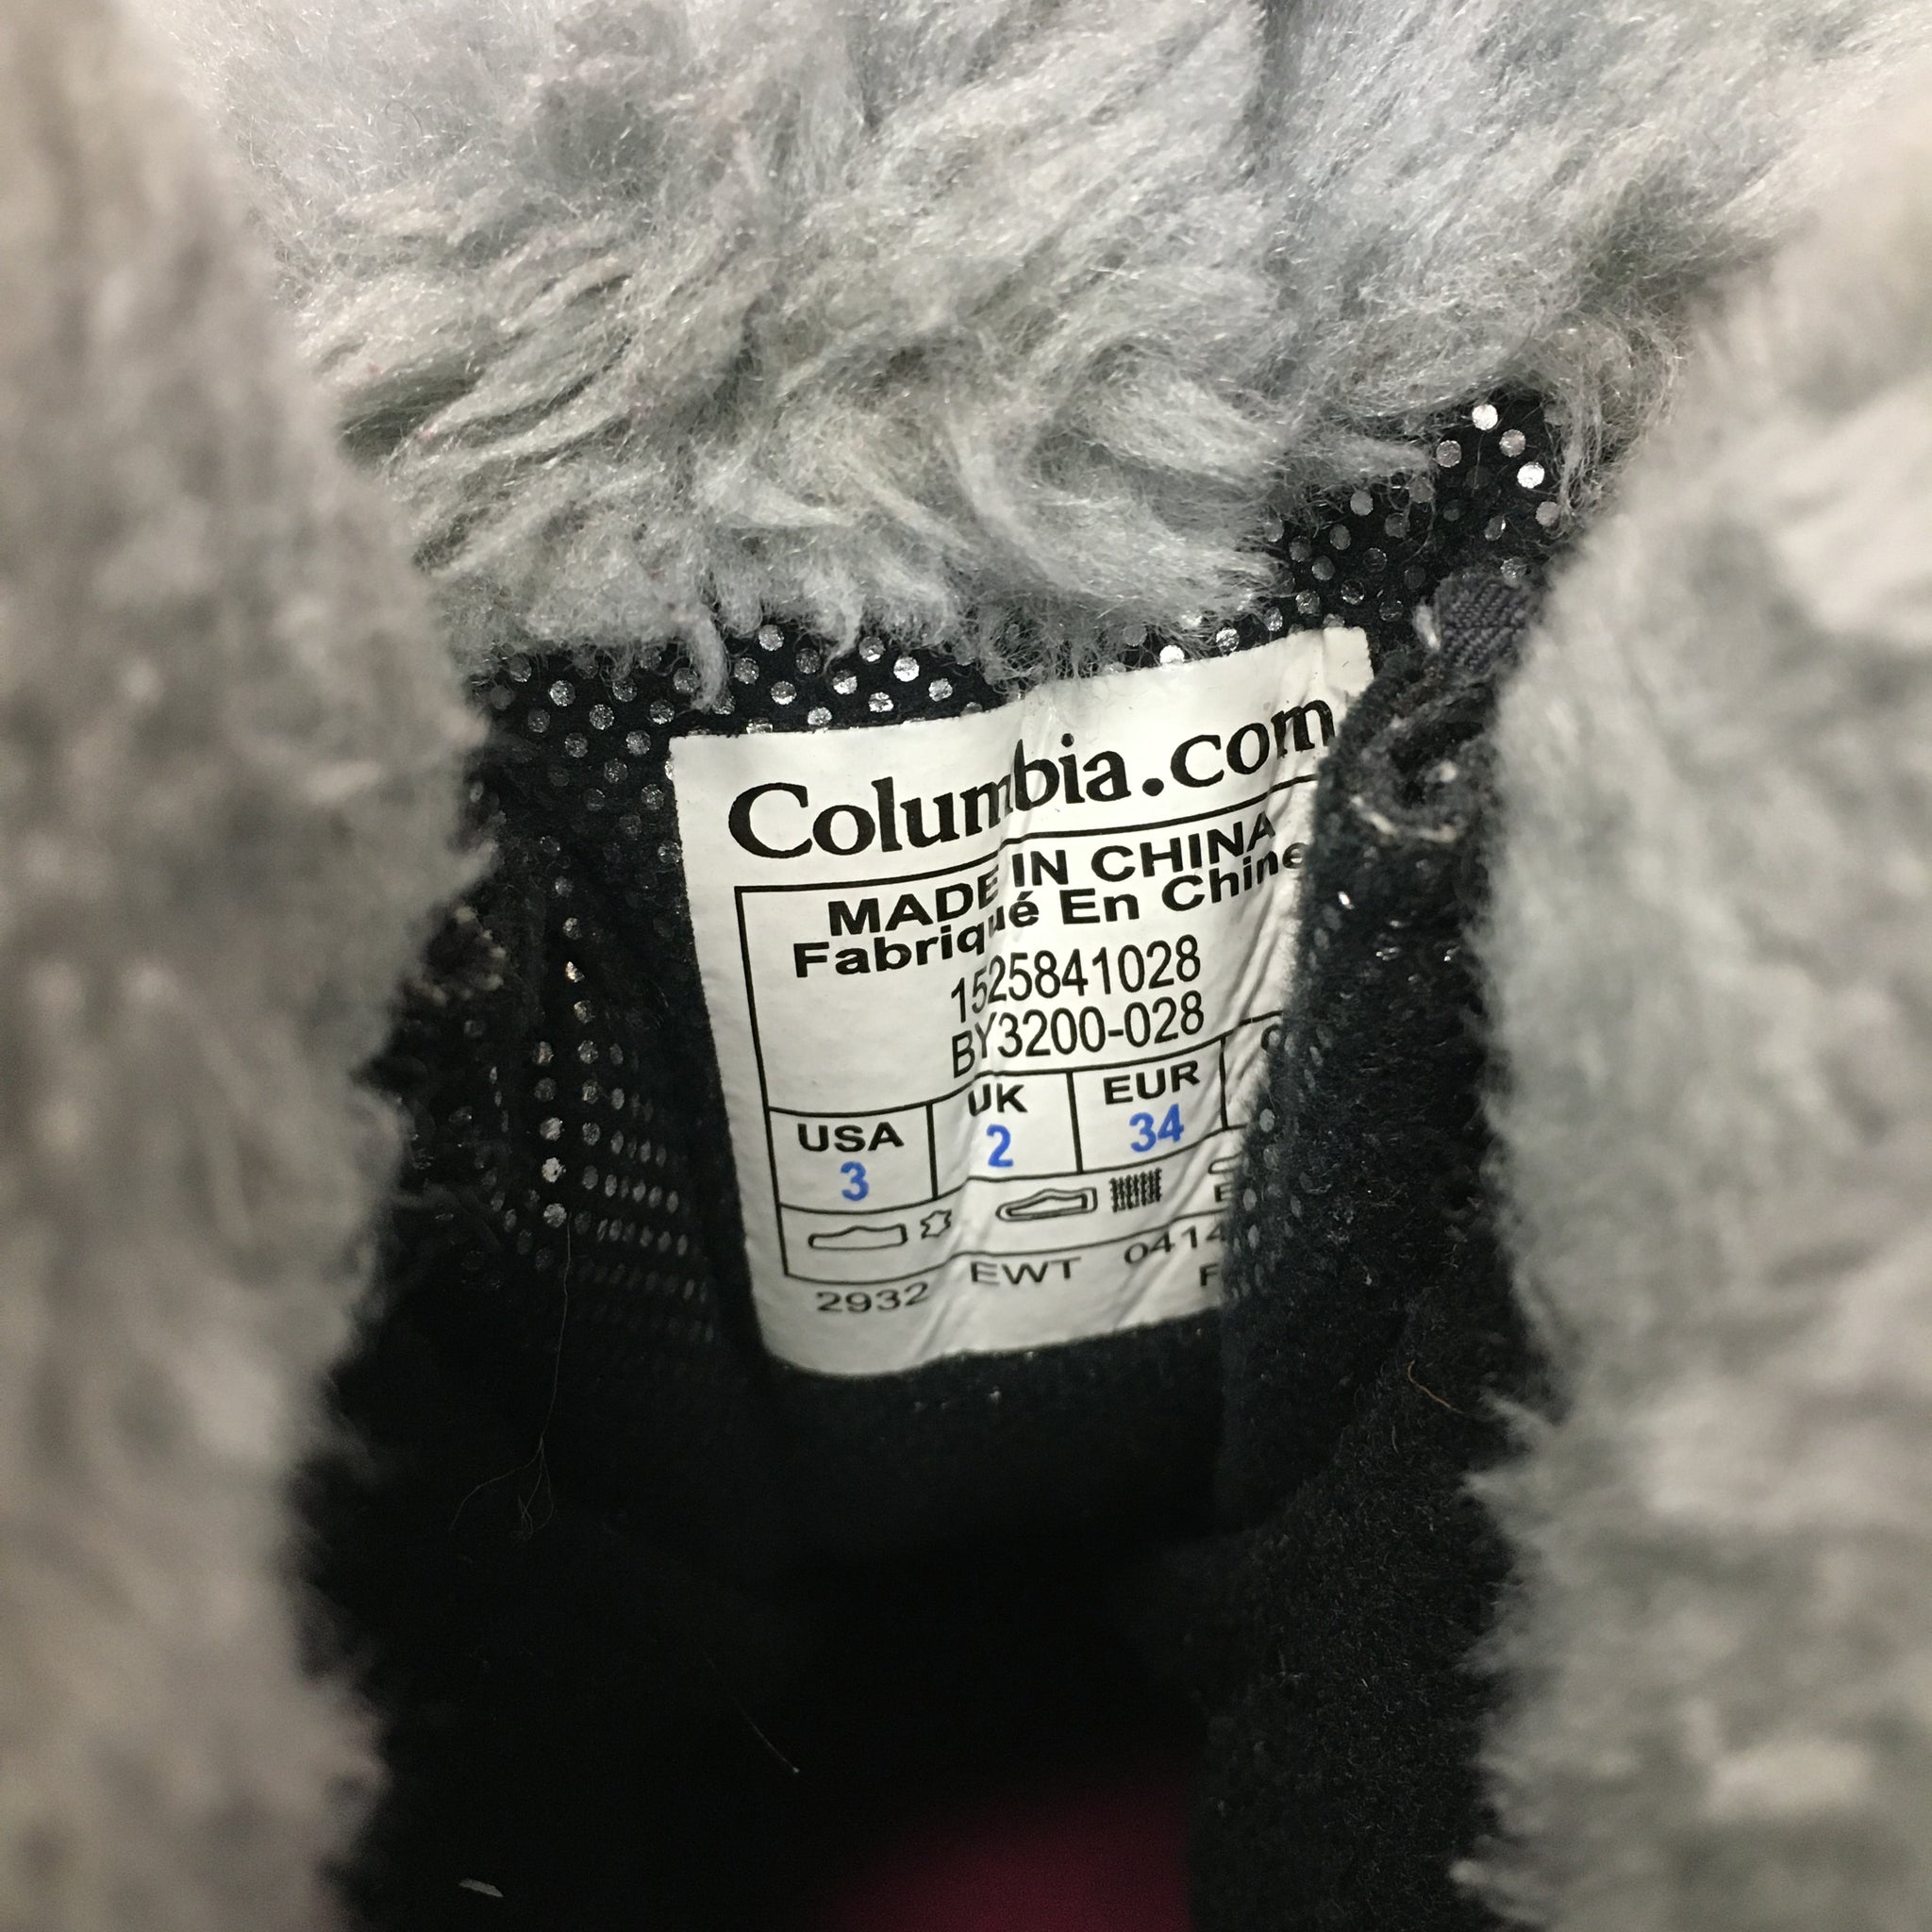 Columbia.com
MADE IN CHINA
Fabriqué En Chine
1525841028
BY3200-028
USA UK EUR
3 2 34
2932 EWT 0414